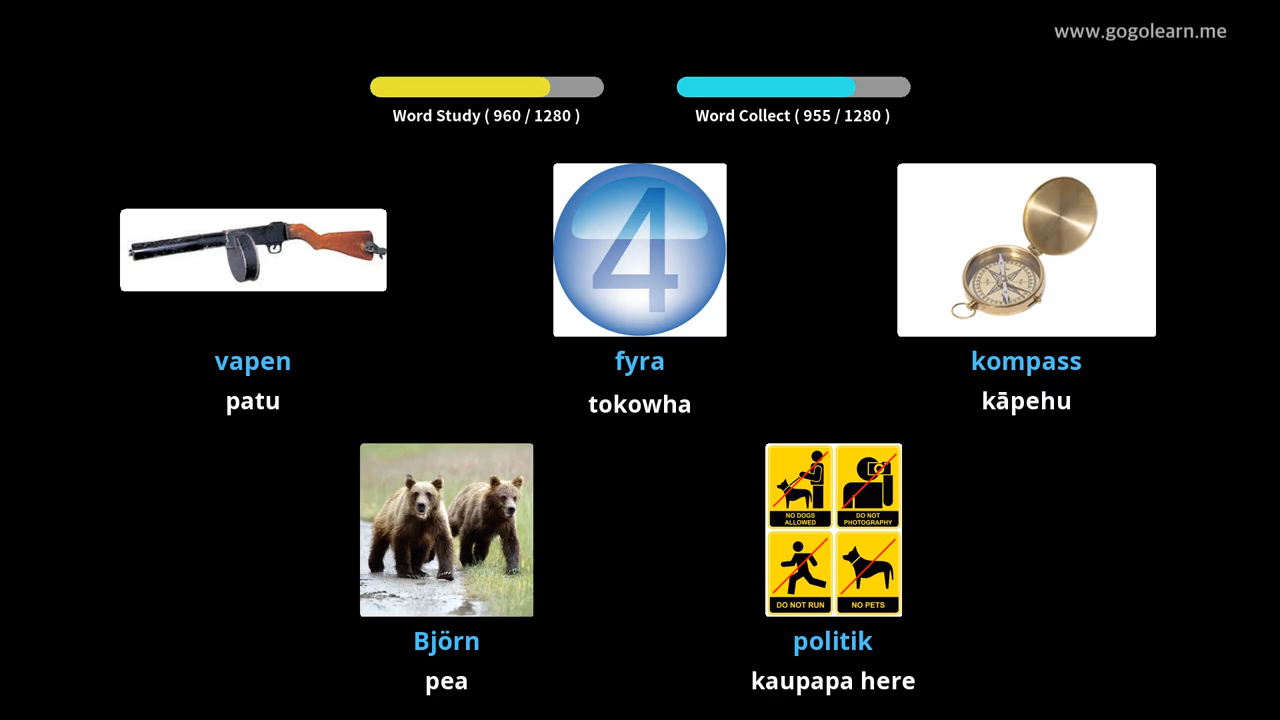 www.gogolearn.me
Word Study ( 960 / 1280 )
Word Collect ( 955 / 1280 )
4
vapen
fyra
kompass
patu
tokowha
kāpehu
NO DOGS
ALLOWED
DO NOT
PHOTOGRAPHY
DO NOT RUN
NO PETS
Björn
politik
pea
kaupapa here